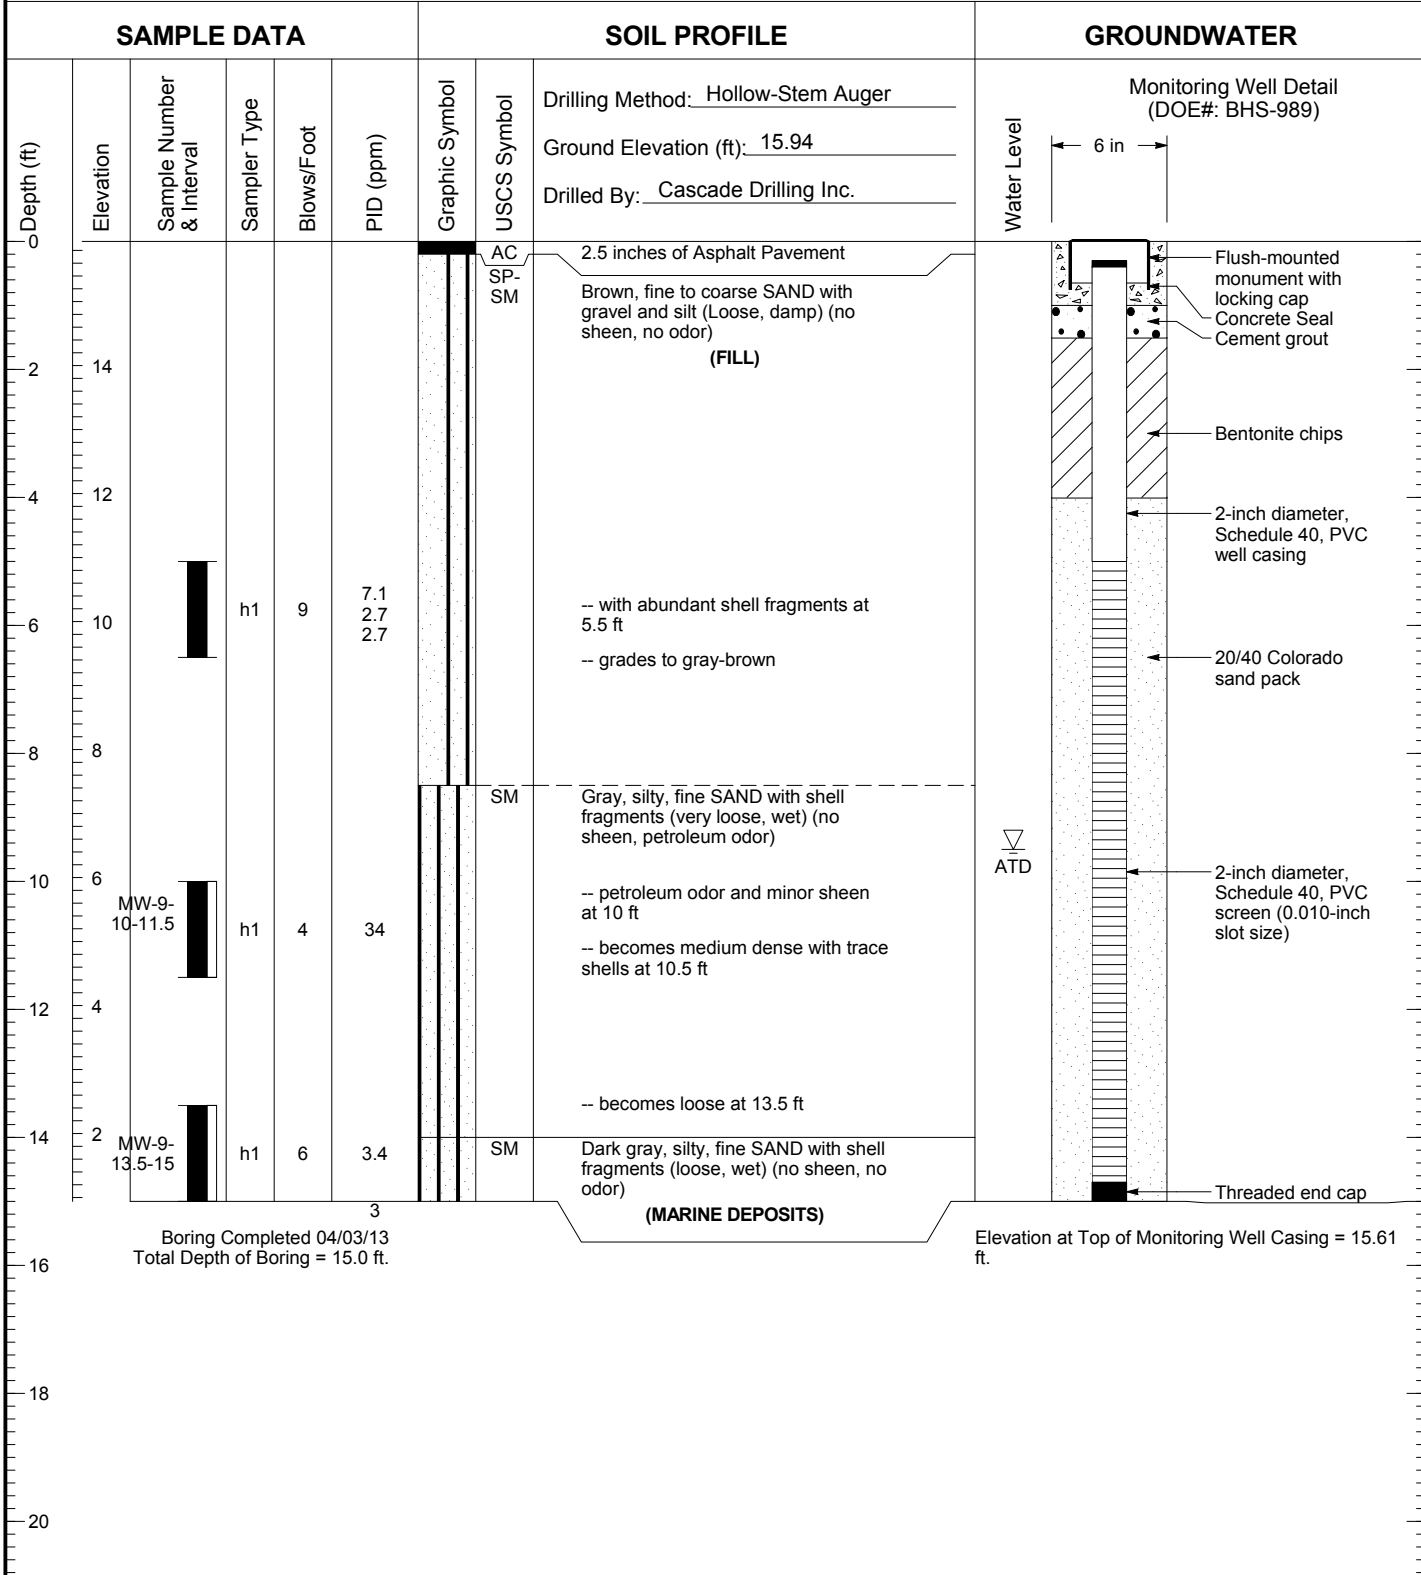 SAMPLE DATA
SOIL PROFILE
GROUNDWATER
Depth (ft)
Elevation
Sample Number
& Interval
Sampler Type
Blows/Foot
PID (ppm)
Graphic Symbol
USCS Symbol
Drilling Method: Hollow-Stem Auger
Ground Elevation (ft): 15.94
Drilled By: Cascade Drilling Inc.
Water Level
Monitoring Well Detail
(DOE#: BHS-989)
6 in
0
AC
2.5 inches of Asphalt Pavement
SP-
SM
Brown, fine to coarse SAND with
gravel and silt (Loose, damp) (no
sheen, no odor)
(FILL)
Flush-mounted
monument with
locking cap
Concrete Seal
Cement grout
2
14
Bentonite chips
4
12
2-inch diameter,
Schedule 40, PVC
well casing
h1
9
7.1
2.7
2.7
-- with abundant shell fragments at
5.5 ft
6
10
-- grades to gray-brown
20/40 Colorado
sand pack
8
8
SM
Gray, silty, fine SAND with shell
fragments (very loose, wet) (no
sheen, petroleum odor)
ATD
10
6
MW-9-
10-11.5
h1
4
34
-- petroleum odor and minor sheen
at 10 ft
-- becomes medium dense with trace
shells at 10.5 ft
2-inch diameter,
Schedule 40, PVC
screen (0.010-inch
slot size)
12
4
-- becomes loose at 13.5 ft
14
2
MW-9-
13.5-15
h1
6
3.4
SM
Dark gray, silty, fine SAND with shell
fragments (loose, wet) (no sheen, no
odor)
(MARINE DEPOSITS)
Threaded end cap
3
Boring Completed 04/03/13
Total Depth of Boring = 15.0 ft.
Elevation at Top of Monitoring Well Casing = 15.61
ft.
16
18
20